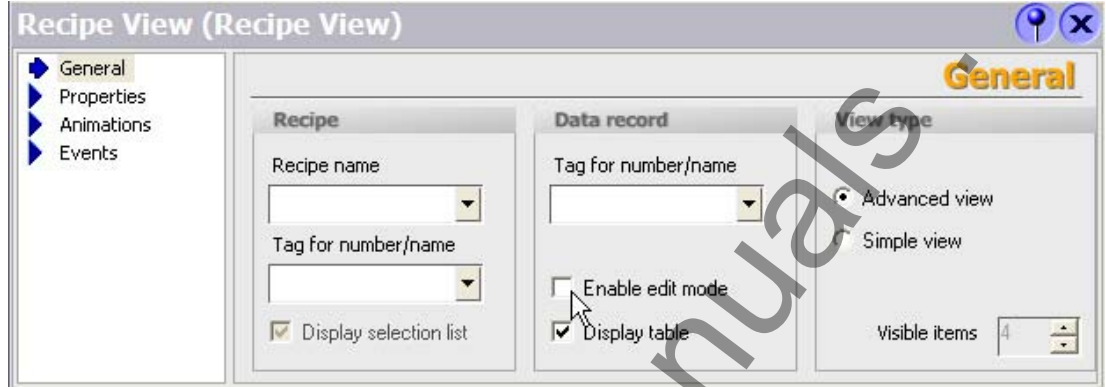 Recipe View (Recipe View)
General
Properties
Animations
Events
General
Recipe
Recipe name
Tag for number/name
Display selection list
Data record
Tag for number/name
Enable edit mode
Display table
View type
Advanced view
Simple view
Visible items 4
nuals.